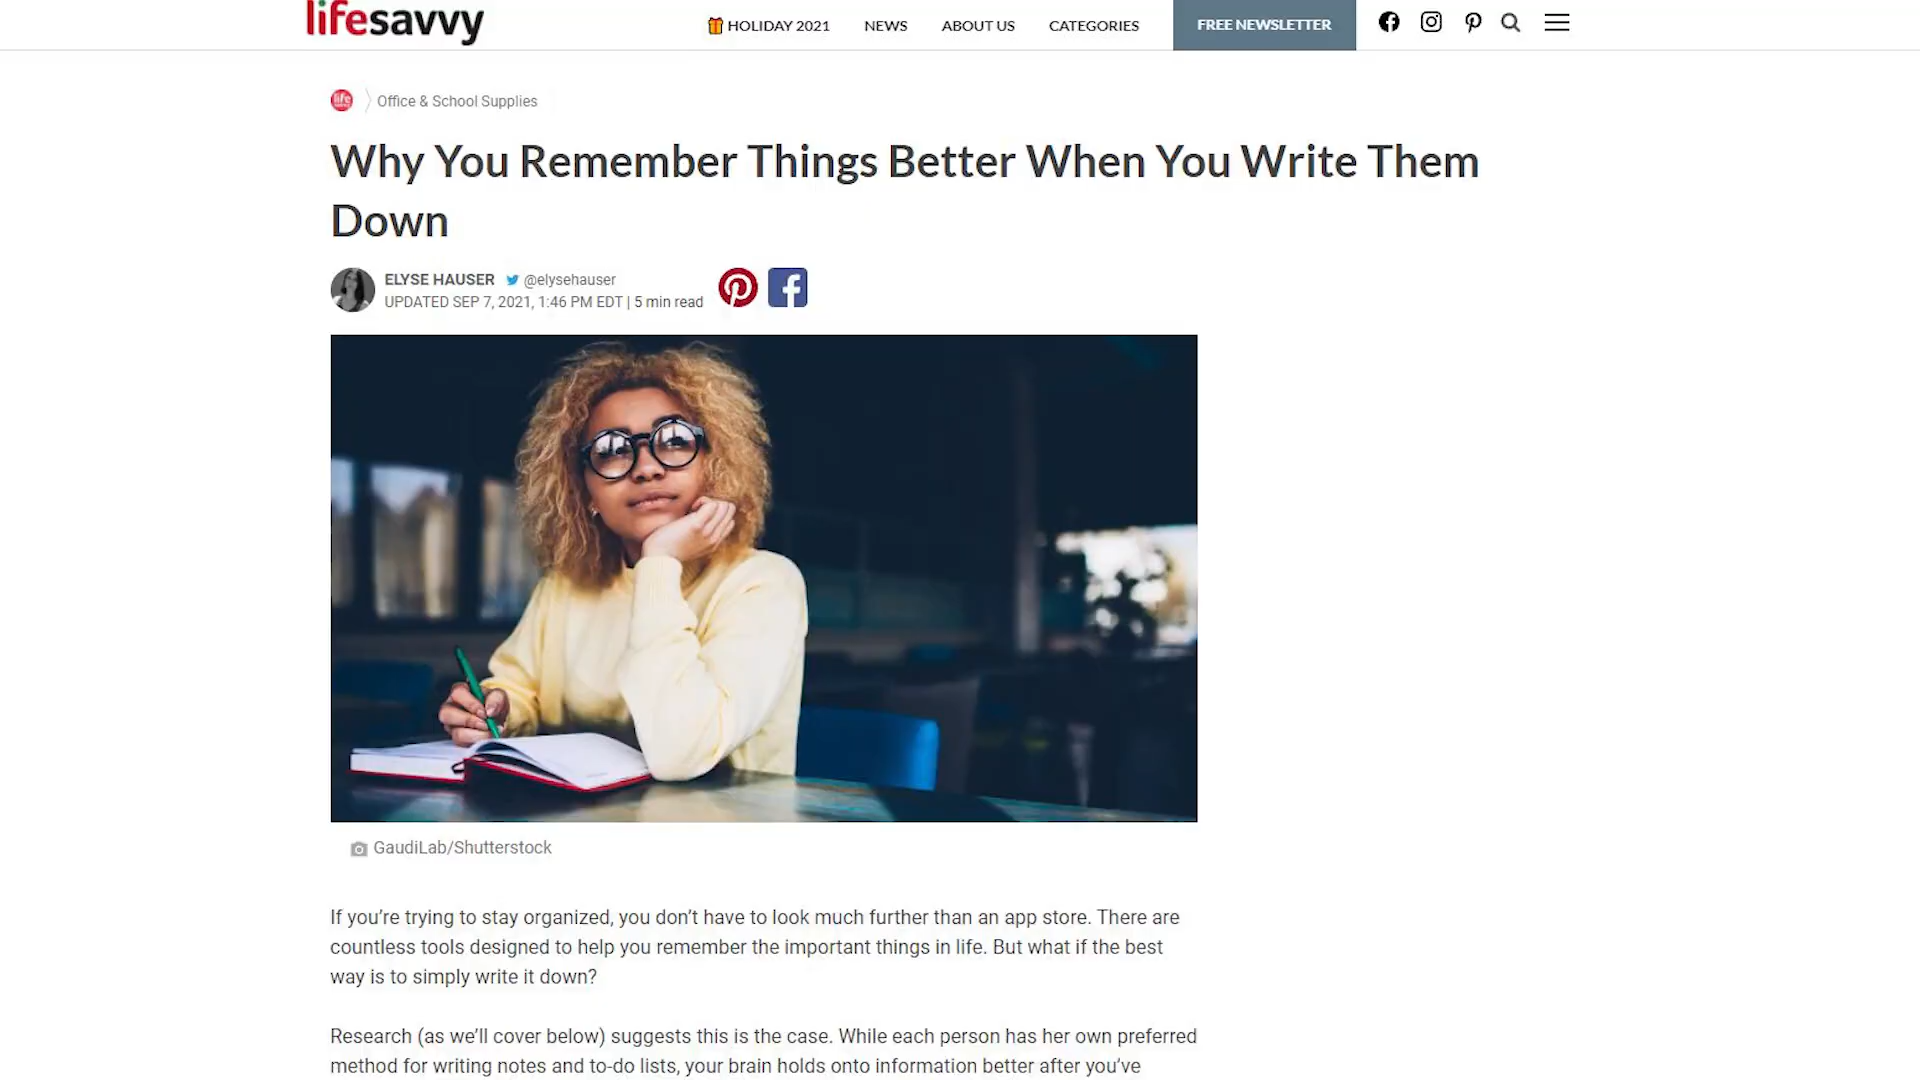 lifesavvy
HOLIDAY 2021 NEWS ABOUT US CATEGORIES FREE NEWSLETTER
life Office & School Supplies
Why You Remember Things Better When You Write Them
Down
ELYSE HAUSER @elysehauser
UPDATED SEP 7, 2021, 1:46 PM EDT | 5 min read
GaudiLab/Shutterstock
If you’re trying to stay organized, you don’t have to look much further than an app store. There are
countless tools designed to help you remember the important things in life. But what if the best
way is to simply write it down?
Research (as we’ll cover below) suggests this is the case. While each person has her own preferred
method for writing notes and to-do lists, your brain holds onto information better after you’ve